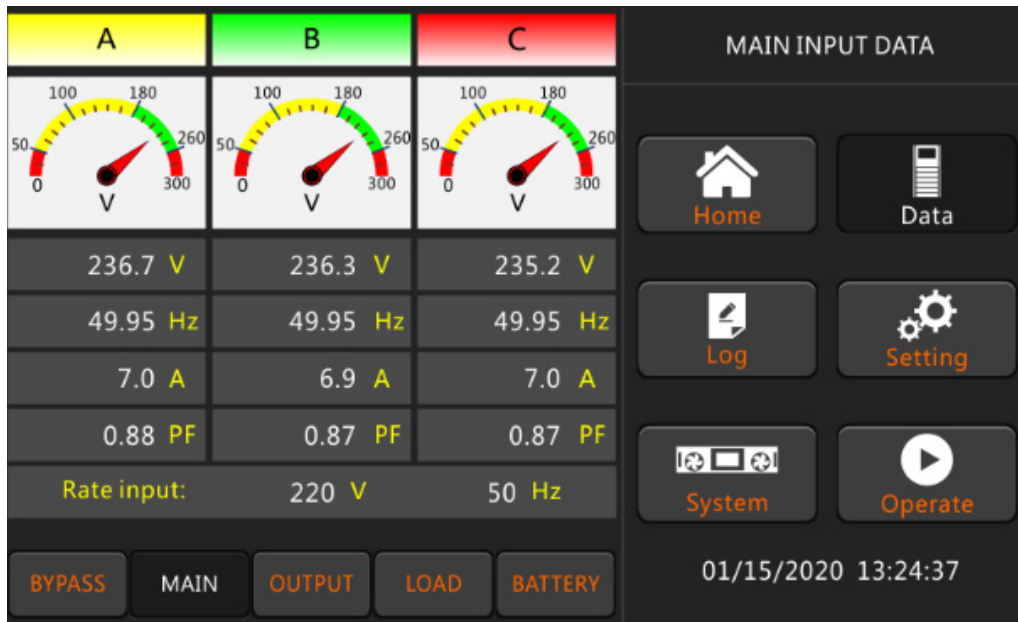 A B C
MAIN INPUT DATA
100 180 100 180 100 180
50 260 50 260 50 260
0 300 0 300 0 300
V V V
Home Data
236.7 V 236.3 V 235.2 V
49.95 Hz 49.95 Hz 49.95 Hz
Log Setting
7.0 A 6.9 A 7.0 A
0.88 PF 0.87 PF 0.87 PF
Rate input: 220 V 50 Hz
System Operate
BYPASS MAIN OUTPUT LOAD BATTERY
01/15/2020 13:24:37